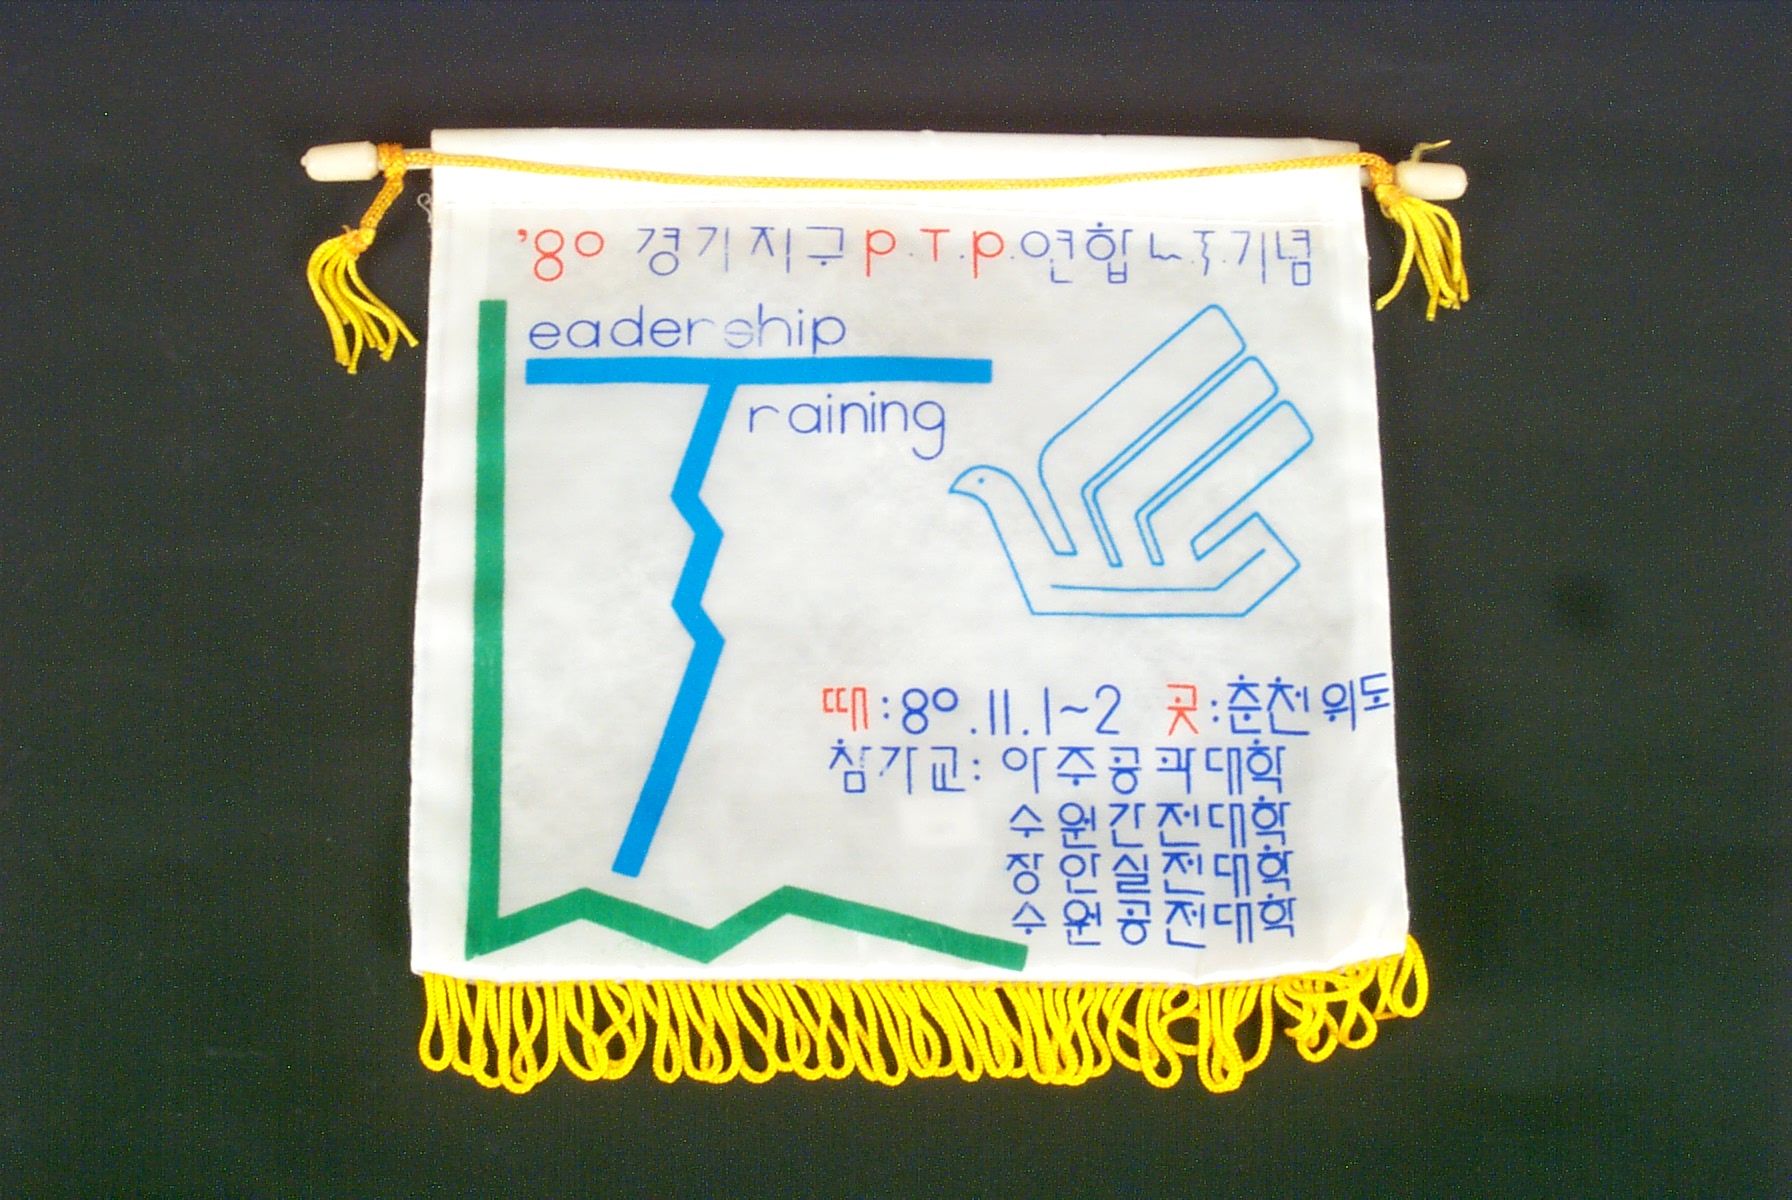 '80 경기지구 P.T.P.연합 L.T.기념
Leadership
Training
때:80.11.1~2 곳:춘천위도
참가교: 아주공과대학
수원간전대학
장안실전대학
수원공전대학